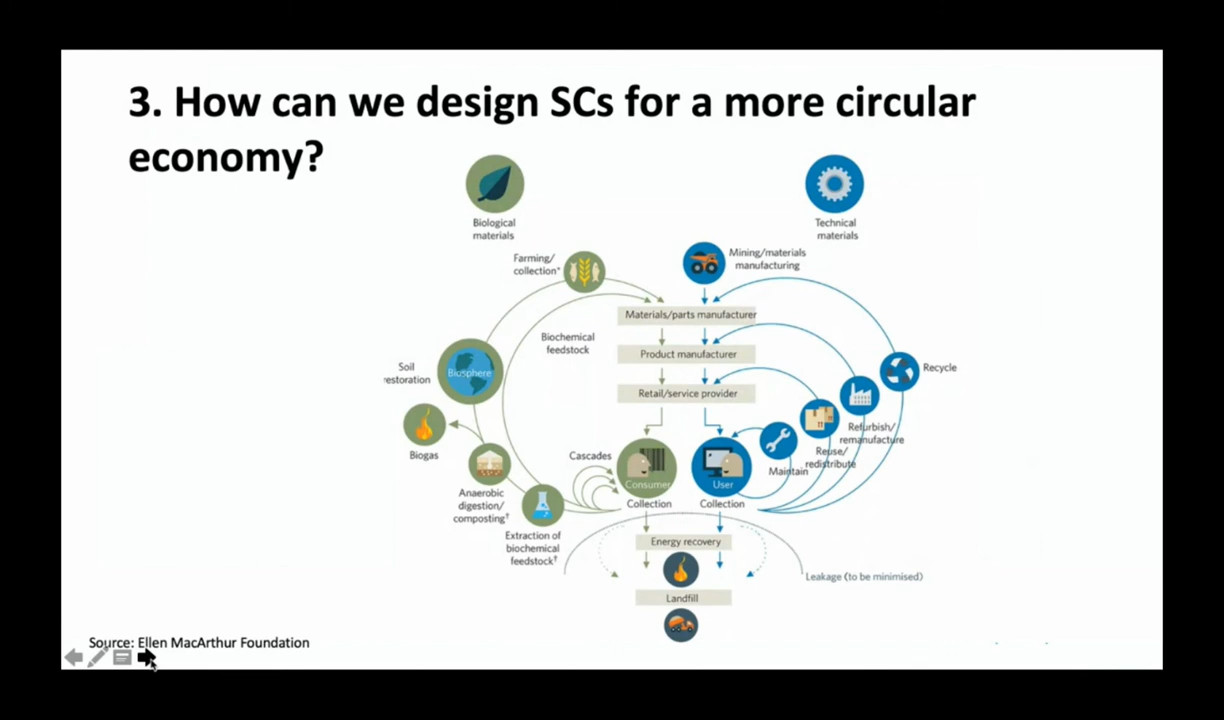 3. How can we design SCs for a more circular
economy?
Biological
materials
Technical
materials
Farming/
collection*
Mining/materials
manufacturing
Materials/parts manufacturer
Biochemical
feedstock
Product manufacturer
Soil
restoration
Biosphere
Recycle
Retail/service provider
Refurbish/
remanufacture
Reuse/
redistribute
Biogas
Cascades
Maintain
Consumer
User
Anaerobic
digestion/
composting†
Collection
Collection
Extraction of
biochemical
feedstock†
Energy recovery
Leakage (to be minimised)
Landfill
Source: Ellen MacArthur Foundation